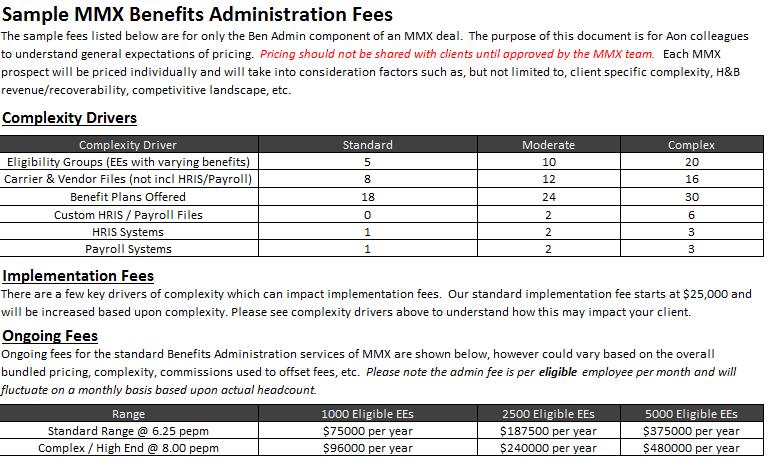 Sample MMX Benefits Administration Fees
The sample fees listed below are for only the Ben Admin component of an MMX deal.  The purpose of this document is for Aon colleagues
to understand general expectations of pricing.  Pricing should not be shared with clients until approved by the MMX team.  Each MMX
prospect will be priced individually and will take into consideration factors such as, but not limited to, client specific complexity, H&B
revenue/recoverability, competivitive landscape, etc.
Complexity Drivers
Complexity Driver Standard Moderate Complex
Eligibility Groups (EEs with varying benefits) 5 10 20
Carrier & Vendor Files (not incl HRIS/Payroll) 8 12 16
Benefit Plans Offered 18 24 30
Custom HRIS / Payroll Files 0 2 6
HRIS Systems 1 2 3
Payroll Systems 1 2 3
Implementation Fees
There are a few key drivers of complexity which can impact implementation fees.  Our standard implementation fee starts at $25,000 and
will be increased based upon complexity. Please see complexity drivers above to understand how this may impact your client.
Ongoing Fees
Ongoing fees for the standard Benefits Administration services of MMX are shown below, however could vary based on the overall
bundled pricing, complexity, commissions used to offset fees, etc.  Please note the admin fee is per eligible employee per month and will
fluctuate on a monthly basis based upon actual headcount.
Range 1000 Eligible EEs 2500 Eligible EEs 5000 Eligible EEs
Standard Range @ 6.25 pepm $75000 per year $187500 per year $375000 per year
Complex / High End @ 8.00 pepm $96000 per year $240000 per year $480000 per year